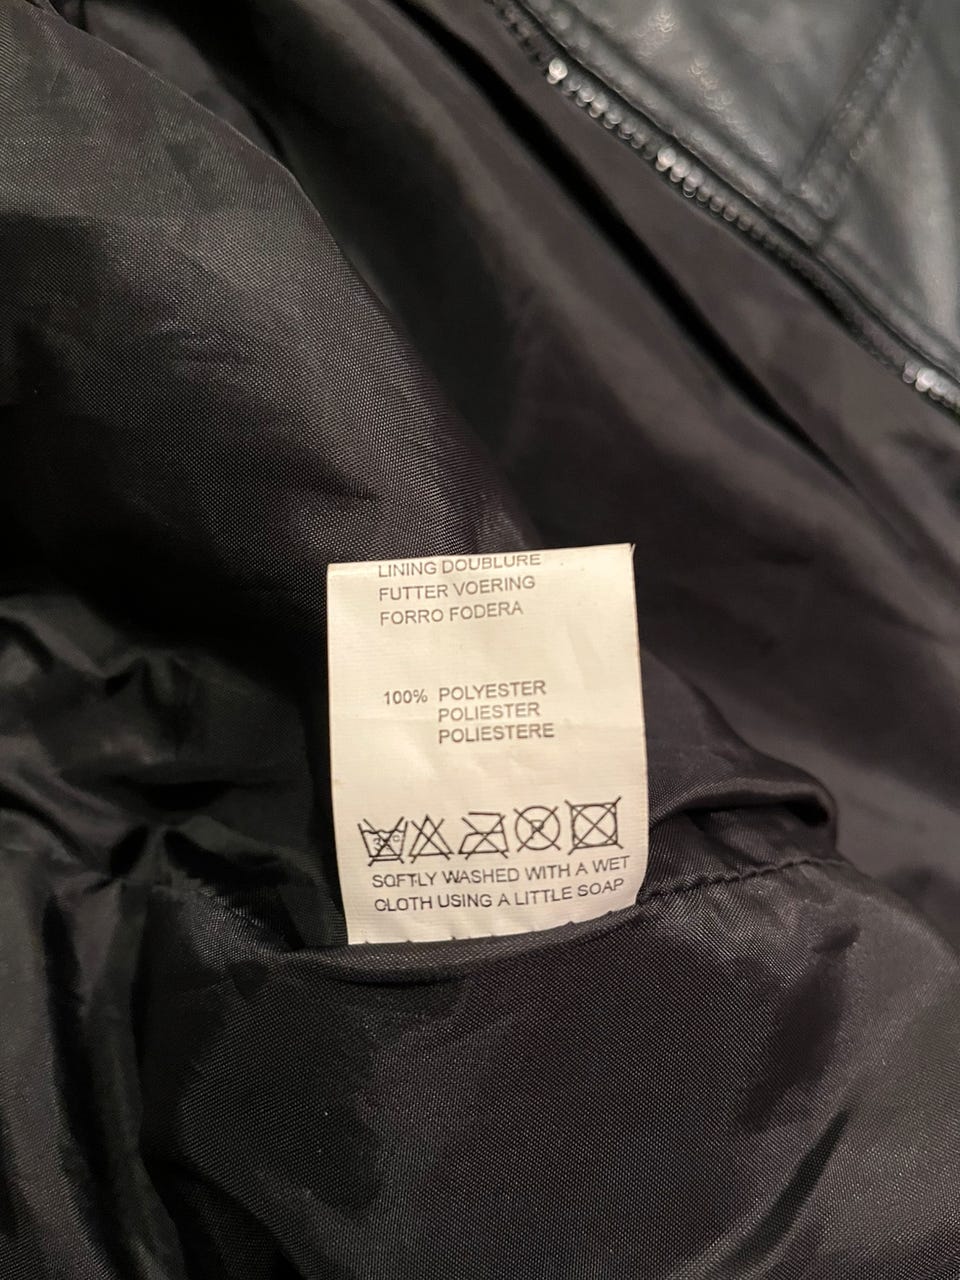 LINING DOUBLURE
FUTTER VOERING
FORRO FODERA
100% POLYESTER
POLIESTER
POLIESTERE
SOFTLY WASHED WITH A WET
CLOTH USING A LITTLE SOAP